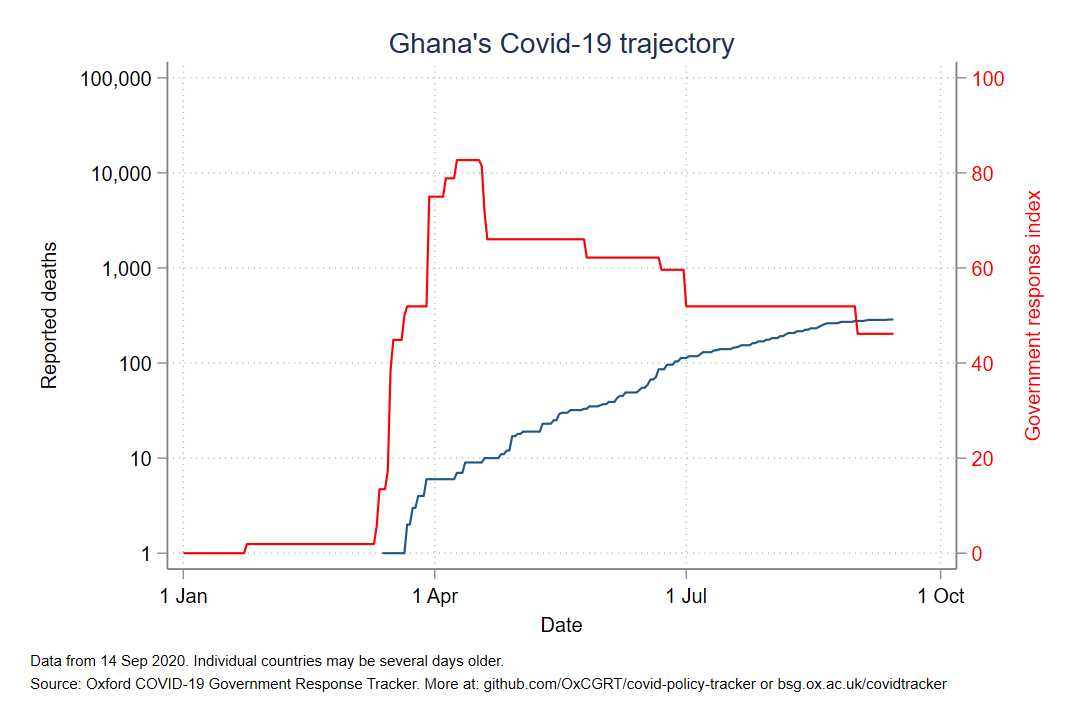 Ghana's Covid-19 trajectory
100,000
10,000
1,000
100
10
1
Reported deaths
100
80
60
40
20
0
Government response index
1 Jan
1 Apr
1 Jul
1 Oct
Date
Data from 14 Sep 2020. Individual countries may be several days older.
Source: Oxford COVID-19 Government Response Tracker. More at: github.com/OxCGRT/covid-policy-tracker or bsg.ox.ac.uk/covidtracker